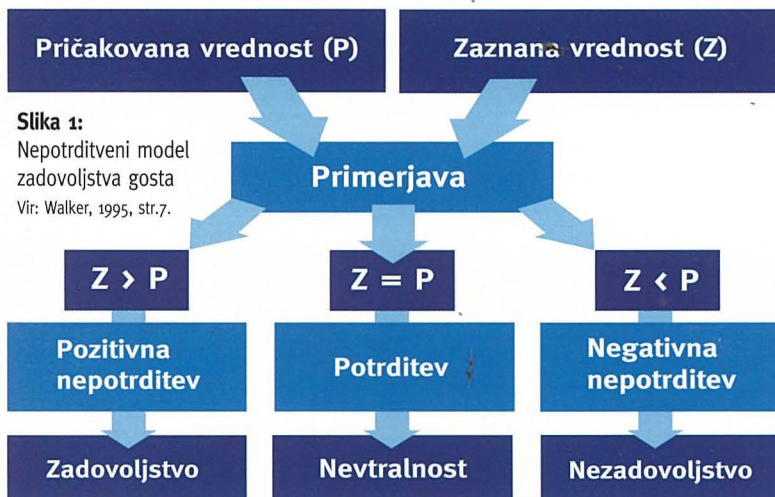 Pričakovana vrednost (P)
Zaznana vrednost (Z)
Slika 1:
Nepotrditveni model
zadovoljstva gosta
Vir: Walker, 1995, str.7.
Primerjava
Z > P
Z = P
Z < P
Pozitivna
nepotrditev
Potrditev
Negativna
nepotrditev
Zadovoljstvo
Nevtralnost
Nezadovoljstvo